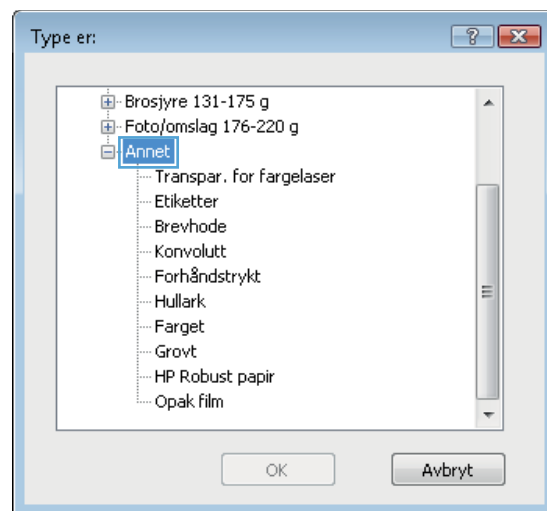 Type er:
Brosjyre 131-175 g
Foto/omslag 176-220 g
Annet
Transpar. for fargelaser
Etiketter
Brevhode
Konvolutt
Forhåndstrykt
Hullark
Farget
Grovt
HP Robust papir
Opak film
OK Avbryt